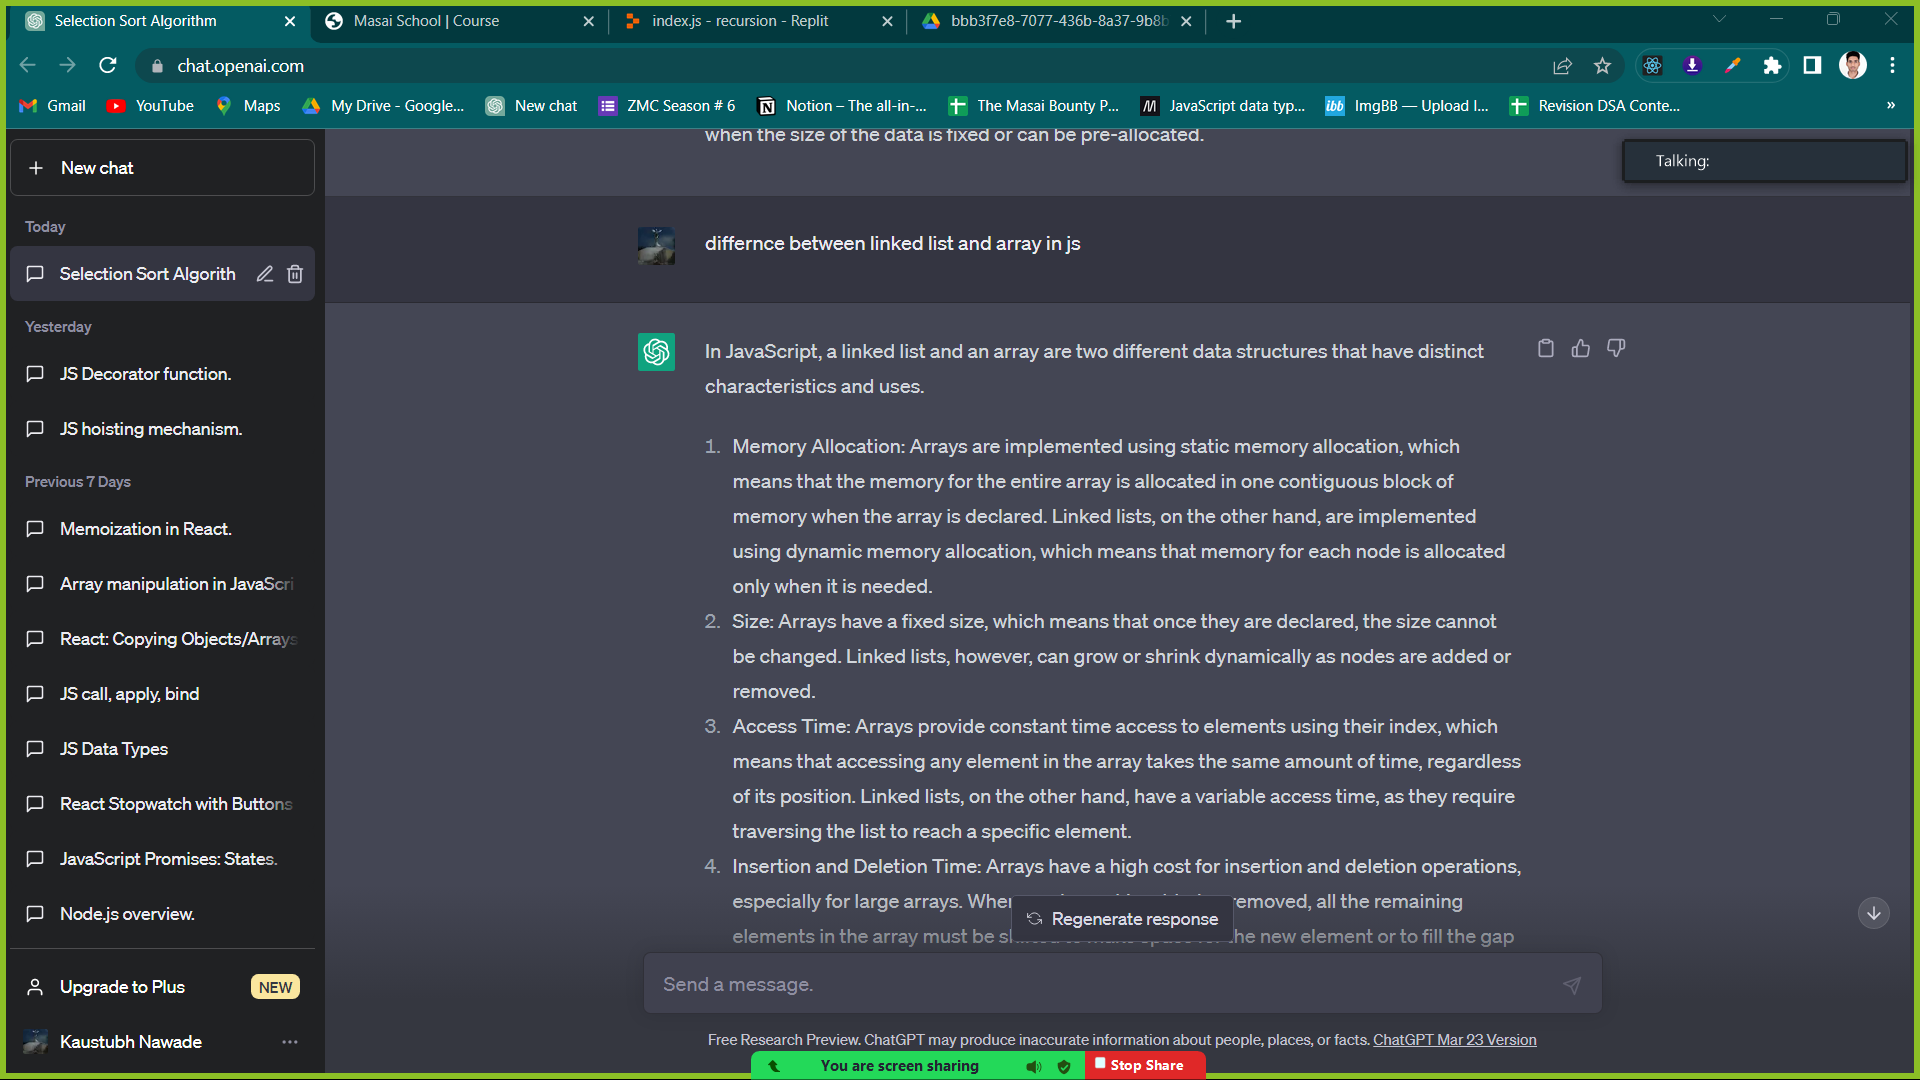 Selection Sort Algorithm
Masai School | Course
index.js - recursion - Replit
bbb3f7e8-7077-436b-8a37-9b8b
chat.openai.com
Gmail
YouTube
Maps
My Drive - Google...
New chat
ZMC Season # 6
Notion – The all-in-...
The Masai Bounty P...
M
JavaScript data typ...
ibb
ImgBB — Upload I...
Revision DSA Conte...
»
New chat
Today
Selection Sort Algorith
Yesterday
JS Decorator function.
JS hoisting mechanism.
Previous 7 Days
Memoization in React.
Array manipulation in JavaScri
React: Copying Objects/Arrays
JS call, apply, bind
JS Data Types
React Stopwatch with Buttons
JavaScript Promises: States.
Node.js overview.
Upgrade to Plus
NEW
Kaustubh Nawade
when the size of the data is fixed or can be pre-allocated.
Talking:
differnce between linked list and array in js
In JavaScript, a linked list and an array are two different data structures that have distinct
characteristics and uses.
1. Memory Allocation: Arrays are implemented using static memory allocation, which
means that the memory for the entire array is allocated in one contiguous block of
memory when the array is declared. Linked lists, on the other hand, are implemented
using dynamic memory allocation, which means that memory for each node is allocated
only when it is needed.
2. Size: Arrays have a fixed size, which means that once they are declared, the size cannot
be changed. Linked lists, however, can grow or shrink dynamically as nodes are added or
removed.
3. Access Time: Arrays provide constant time access to elements using their index, which
means that accessing any element in the array takes the same amount of time, regardless
of its position. Linked lists, on the other hand, have a variable access time, as they require
traversing the list to reach a specific element.
4. Insertion and Deletion Time: Arrays have a high cost for insertion and deletion operations,
especially for large arrays. When removed, all the remaining
elements in the array must be the new element or to fill the gap
Regenerate response
Send a message.
Free Research Preview. ChatGPT may produce inaccurate information about people, places, or facts. ChatGPT Mar 23 Version
You are screen sharing
Stop Share